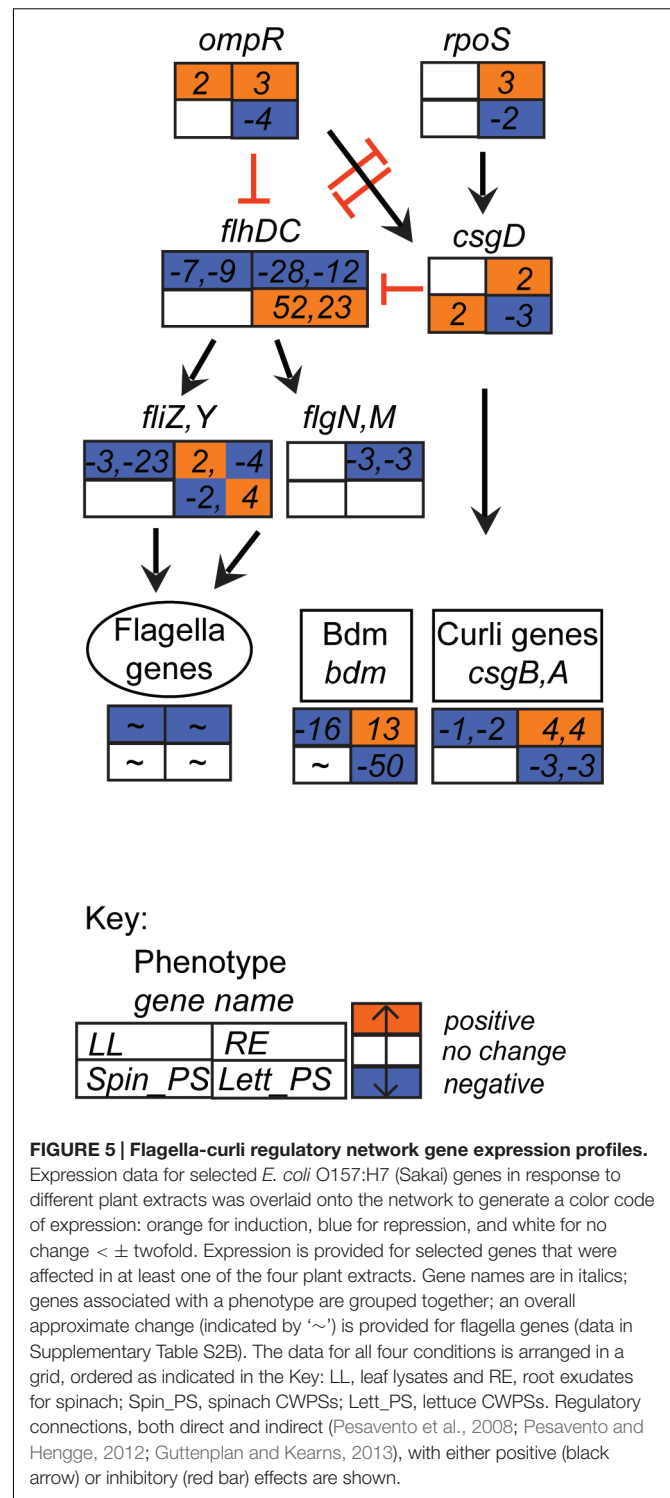 ompR rpoS
2 3 3
-4 -2
flhDC csgD
-7,-9 -28,-12 2
52,23 2 -3
fliZ,Y flgN,M
-3,-23 2, -4 -3,-3
-2, 4
Flagella Bdm Curli genes
genes bdm csgB,A
~ ~ -16 13 -1,-2 4,4
~ ~ ~ -50 -3,-3
Key:
Phenotype
gene name
LL RE positive
no change
Spin_PS Lett_PS negative
FIGURE 5 | Flagella-curli regulatory network gene expression profiles.
Expression data for selected E. coli O157:H7 (Sakai) genes in response to
different plant extracts was overlaid onto the network to generate a color code
of expression: orange for induction, blue for repression, and white for no
change < ± twofold. Expression is provided for selected genes that were
affected in at least one of the four plant extracts. Gene names are in italics;
genes associated with a phenotype are grouped together; an overall
approximate change (indicated by ‘∼’) is provided for flagella genes (data in
Supplementary Table S2B). The data for all four conditions is arranged in a
grid, ordered as indicated in the Key: LL, leaf lysates and RE, root exudates
for spinach; Spin_PS, spinach CWPSs; Lett_PS, lettuce CWPSs. Regulatory
connections, both direct and indirect (Pesavento et al., 2008; Pesavento and
Hengge, 2012; Guttenplan and Kearns, 2013), with either positive (black
arrow) or inhibitory (red bar) effects are shown.